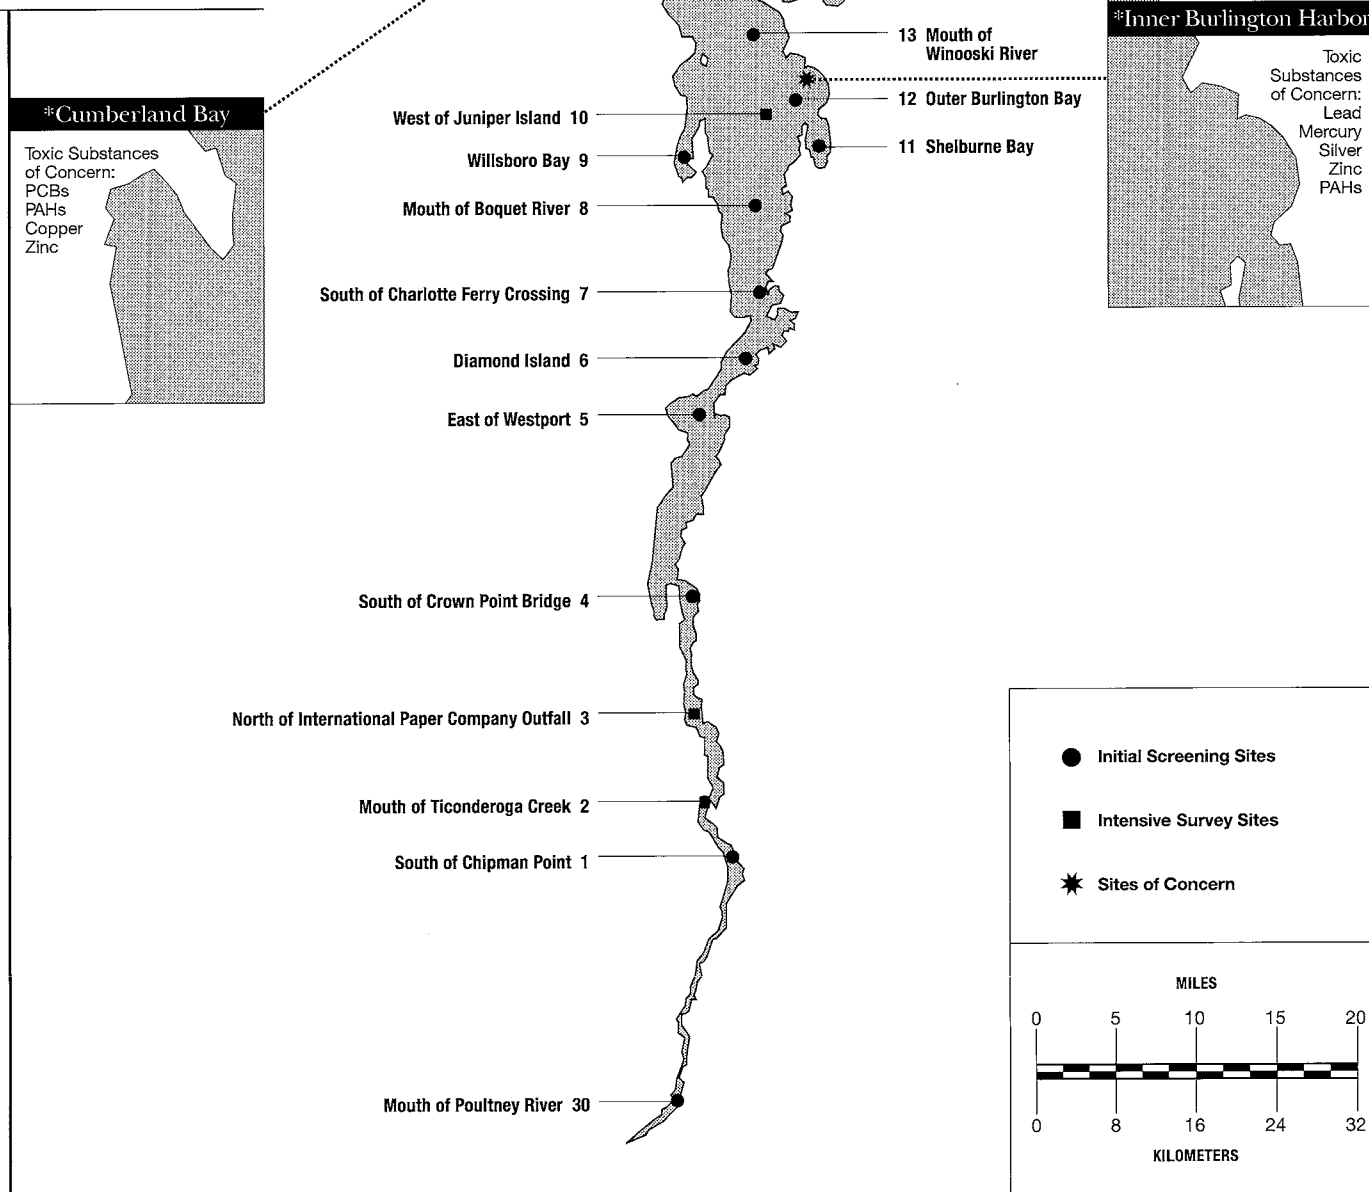 *Cumberland Bay
Toxic Substances
of Concern:
PCBs
PAHs
Copper
Zinc
*Inner Burlington Harbor
Toxic
Substances
of Concern:
Lead
Mercury
Silver
Zinc
PAHs
13 Mouth of
Winooski River
12 Outer Burlington Bay
11 Shelburne Bay
West of Juniper Island 10
Willsboro Bay 9
Mouth of Boquet River 8
South of Charlotte Ferry Crossing 7
Diamond Island 6
East of Westport 5
South of Crown Point Bridge 4
North of International Paper Company Outfall 3
Mouth of Ticonderoga Creek 2
South of Chipman Point 1
Mouth of Poultney River 30
Initial Screening Sites
Intensive Survey Sites
Sites of Concern
MILES
0 5 10 15 20
0 8 16 24 32
KILOMETERS